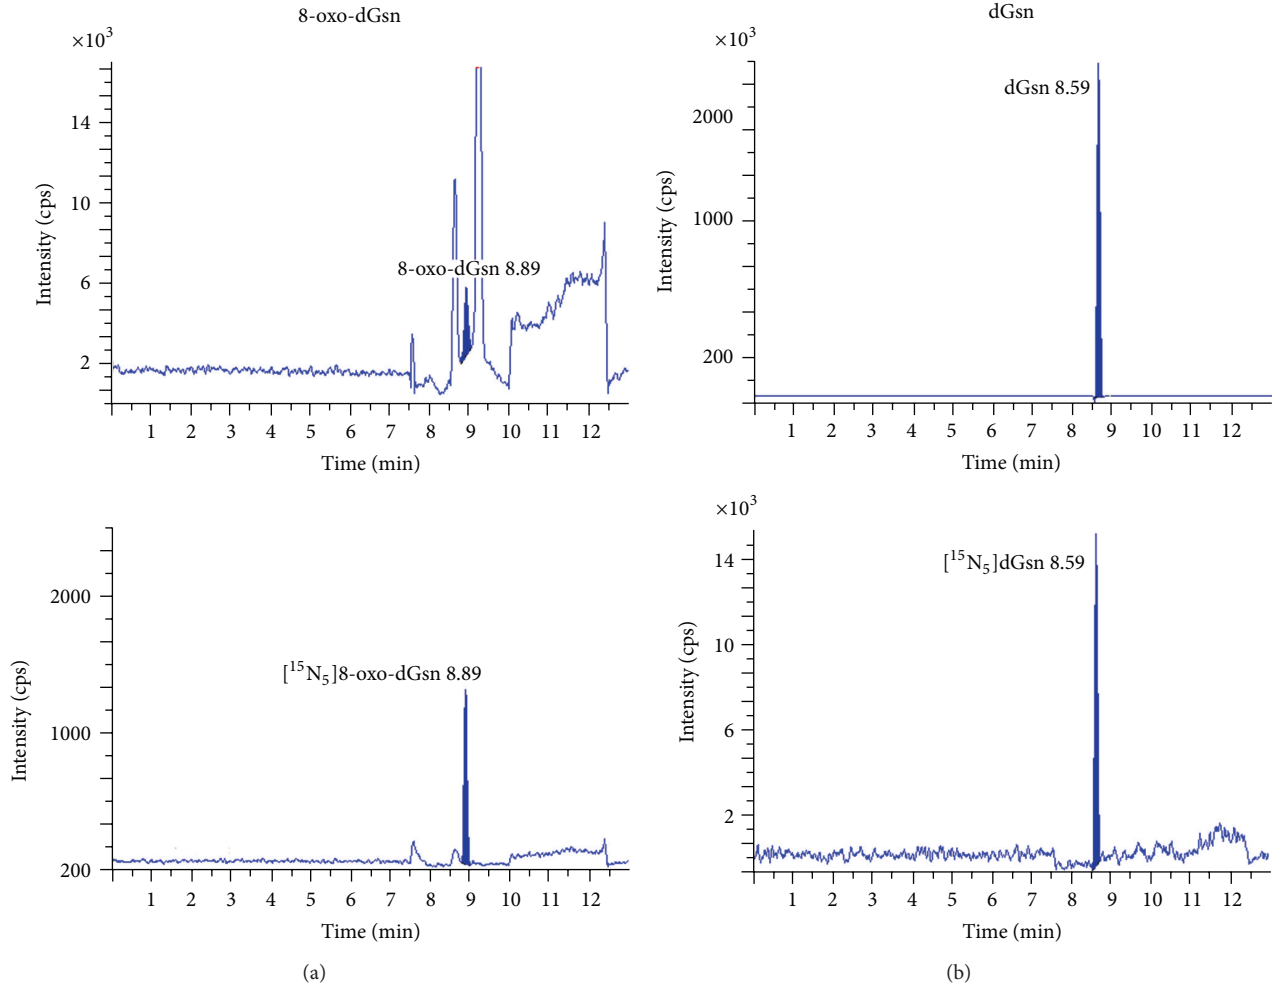 8-oxo-dGsn
×10³
14
10
6
2
Intensity (cps)
8-oxo-dGsn 8.89
1 2 3 4 5 6 7 8 9 10 11 12
Time (min)
dGsn
×10³
2000
1000
200
Intensity (cps)
dGsn 8.59
1 2 3 4 5 6 7 8 9 10 11 12
Time (min)
2000
1000
200
Intensity (cps)
[¹⁵N₅]8-oxo-dGsn 8.89
1 2 3 4 5 6 7 8 9 10 11 12
Time (min)
(a)
×10³
14
10
6
2
Intensity (cps)
[¹⁵N₅]dGsn 8.59
1 2 3 4 5 6 7 8 9 10 11 12
Time (min)
(b)